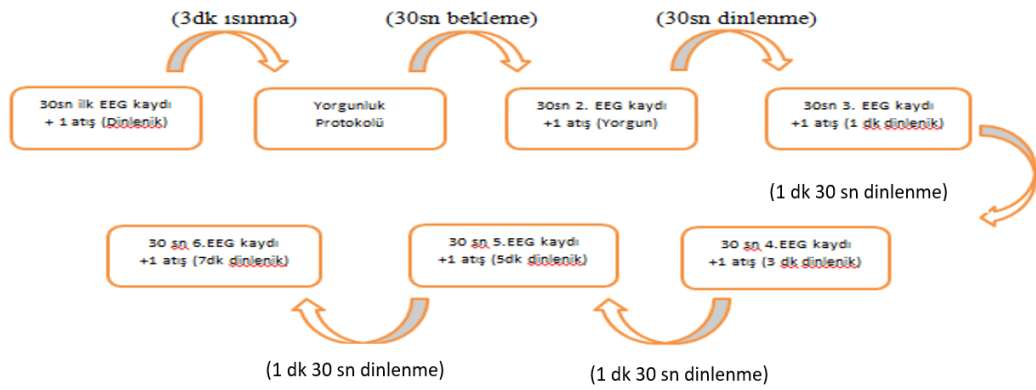 (3dk ısınma)
(30sn bekleme)
(30sn dinlenme)
30sn ilk EEG kaydı
+ 1 atış (Dinlenik)
Yorgunluk
Protokolü
30sn 2. EEG kaydı
+1 atış (Yorgun)
30sn 3. EEG kaydı
+1 atış (1 dk dinlenik)
(1 dk 30 sn dinlenme)
30 sn 6.EEG kaydı
+1 atış (7dk dinlenik)
30 sn 5.EEG kaydı
+1 atış (5dk dinlenik)
30 sn 4.EEG kaydı
+1 atış (3 dk dinlenik)
(1 dk 30 sn dinlenme)
(1 dk 30 sn dinlenme)